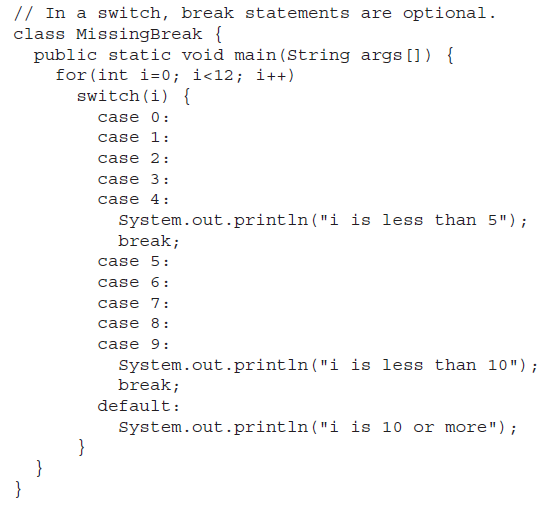 // In a switch, break statements are optional.
class MissingBreak {
  public static void main(String args[]) {
    for(int i=0; i<12; i++)
      switch(i) {
        case 0:
        case 1:
        case 2:
        case 3:
        case 4:
          System.out.println("i is less than 5");
          break;
        case 5:
        case 6:
        case 7:
        case 8:
        case 9:
          System.out.println("i is less than 10");
          break;
        default:
          System.out.println("i is 10 or more");
      }
  }
}